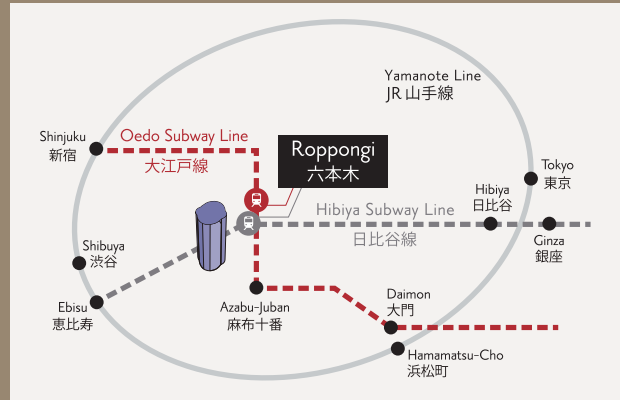 Yamanote Line
JR 山手線
Shinjuku
新宿
Oedo Subway Line
大江戸線
Roppongi
六本木
Tokyo
東京
Hibiya
日比谷
Hibiya Subway Line
日比谷線
Ginza
銀座
Shibuya
渋谷
Ebisu
恵比寿
Azabu-Juban
麻布十番
Daimon
大門
Hamamatsu-Cho
浜松町